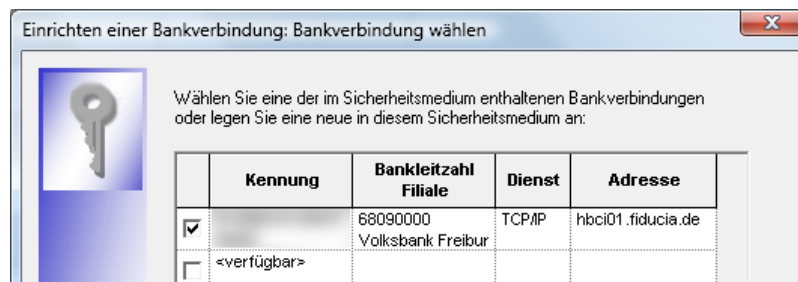 Einrichten einer Bankverbindung: Bankverbindung wählen
Wählen Sie eine der im Sicherheitsmedium enthaltenen Bankverbindungen
oder legen Sie eine neue in diesem Sicherheitsmedium an:
Kennung Bankleitzahl Filiale Dienst Adresse
68090000 TCP/IP hbci01.fiducia.de
Volksbank Freibur
<verfügbar>